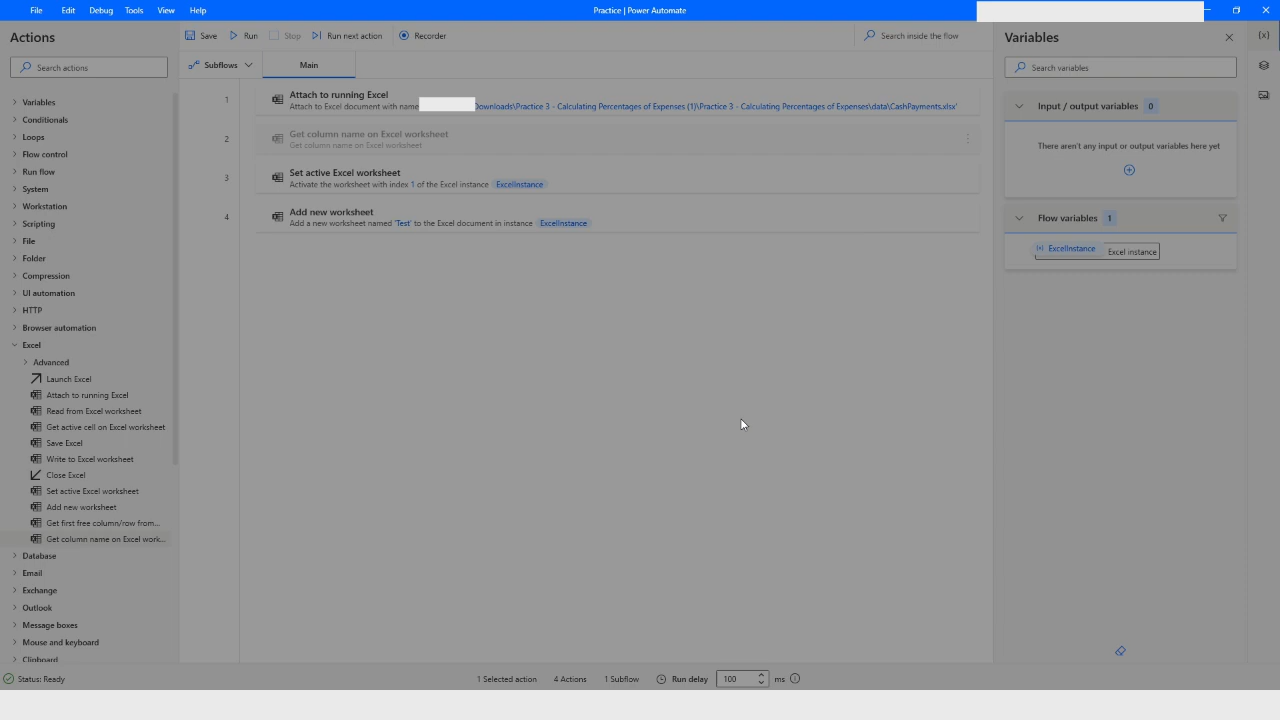 File Edit Debug Tools View Help
Practice | Power Automate
Actions
Search actions
Variables
Conditionals
Loops
Flow control
Run flow
System
Workstation
Scripting
File
Folder
Compression
UI automation
HTTP
Browser automation
Excel
Advanced
Launch Excel
Attach to running Excel
Read from Excel worksheet
Get active cell on Excel worksheet
Save Excel
Write to Excel worksheet
Close Excel
Set active Excel worksheet
Add new worksheet
Get first free column/row from...
Get column name on Excel work...
Database
Email
Exchange
Outlook
Message boxes
Mouse and keyboard
Clipboard
Save Run Stop Run next action Recorder
Search inside the flow
Subflows Main
1
Attach to running Excel
Attach to Excel document with name Downloads\Practice 3 - Calculating Percentages of Expenses (1)\Practice 3 - Calculating Percentages of Expenses\data\CashPayments.xlsx'
2
Get column name on Excel worksheet
Get column name on Excel worksheet
3
Set active Excel worksheet
Activate the worksheet with index 1 of the Excel instance ExcelInstance
4
Add new worksheet
Add a new worksheet named 'Test' to the Excel document in instance ExcelInstance
Variables
{x}
Search variables
Input / output variables 0
There aren't any input or output variables here yet
Flow variables 1
ExcelInstance Excel instance
Status: Ready
1 Selected action 4 Actions 1 Subflow Run delay 100 ms